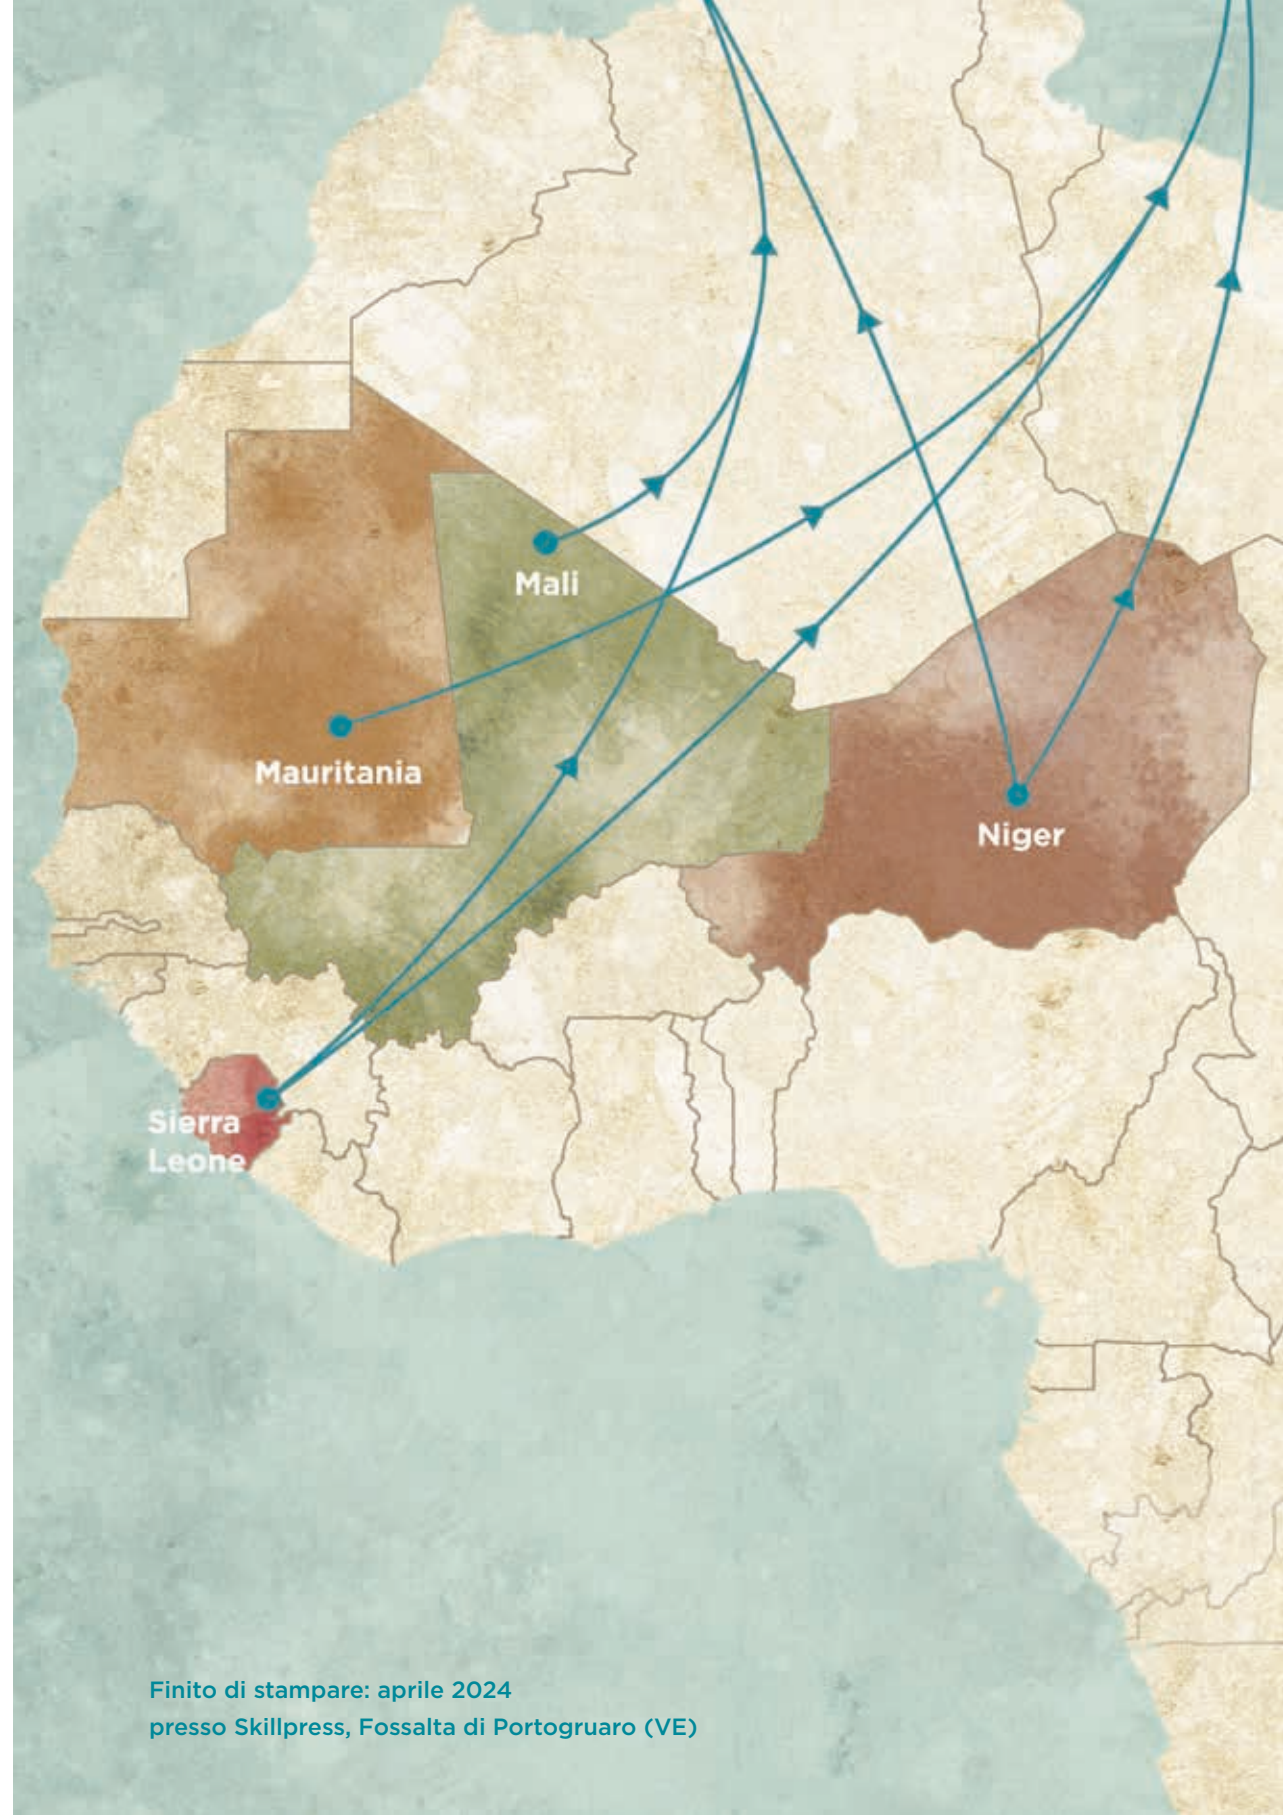 Mali
Mauritania
Niger
Sierra
Leone
Finito di stampare: aprile 2024
presso Skillpress, Fossalta di Portogruaro (VE)